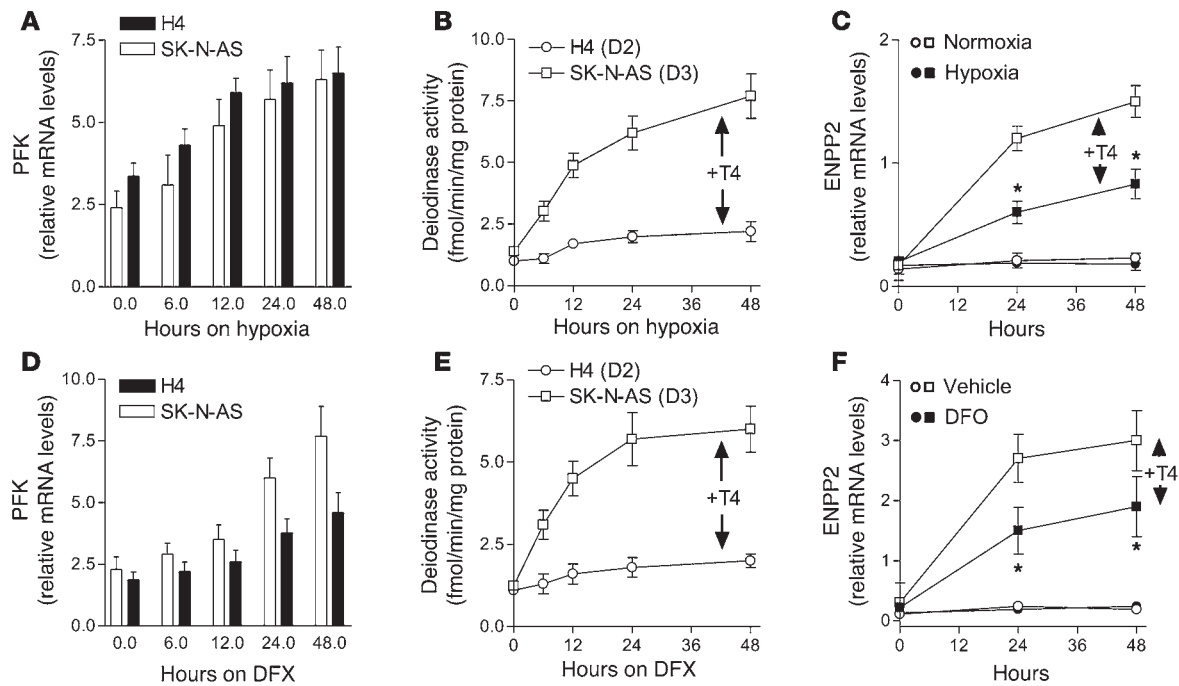 A
H4
SK-N-AS
PFK
(relative mRNA levels)
7.5
5.0
2.5
0.0
0.0 6.0 12.0 24.0 48.0
Hours on hypoxia
B
H4 (D2)
SK-N-AS (D3)
Deiodinase activity
(fmol/min/mg protein)
10.0
7.5
5.0
2.5
0.0
+T4
0 12 24 36 48
Hours on hypoxia
C
Normoxia
Hypoxia
ENPP2
(relative mRNA levels)
2
1
0
* *
+T4
0 12 24 36 48
Hours
D
H4
SK-N-AS
PFK
(relative mRNA levels)
10.0
7.5
5.0
2.5
0.0
0.0 6.0 12.0 24.0 48.0
Hours on DFX
E
H4 (D2)
SK-N-AS (D3)
Deiodinase activity
(fmol/min/mg protein)
7.5
5.0
2.5
0.0
+T4
0 12 24 36 48
Hours on DFX
F
Vehicle
DFO
ENPP2
(relative mRNA levels)
4
3
2
1
0
+T4
* *
0 12 24 36 48
Hours